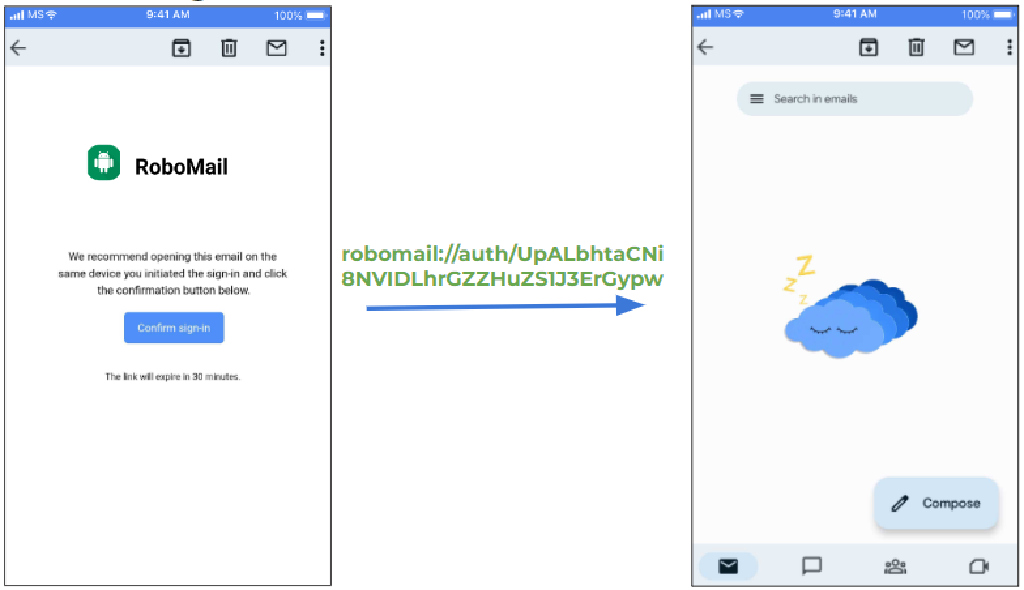 MS 9:41 AM 100%
RoboMail
We recommend opening this email on the
same device you initiated the sign-in and click
the confirmation button below.
Confirm sign-in
The link will expire in 30 minutes.
robomail://auth/UpALbhtaCNi
8NVIDLhrGZZHuZS1J3ErGypw
MS 9:41 AM 100%
Search in emails
Z
Z
Z
Compose